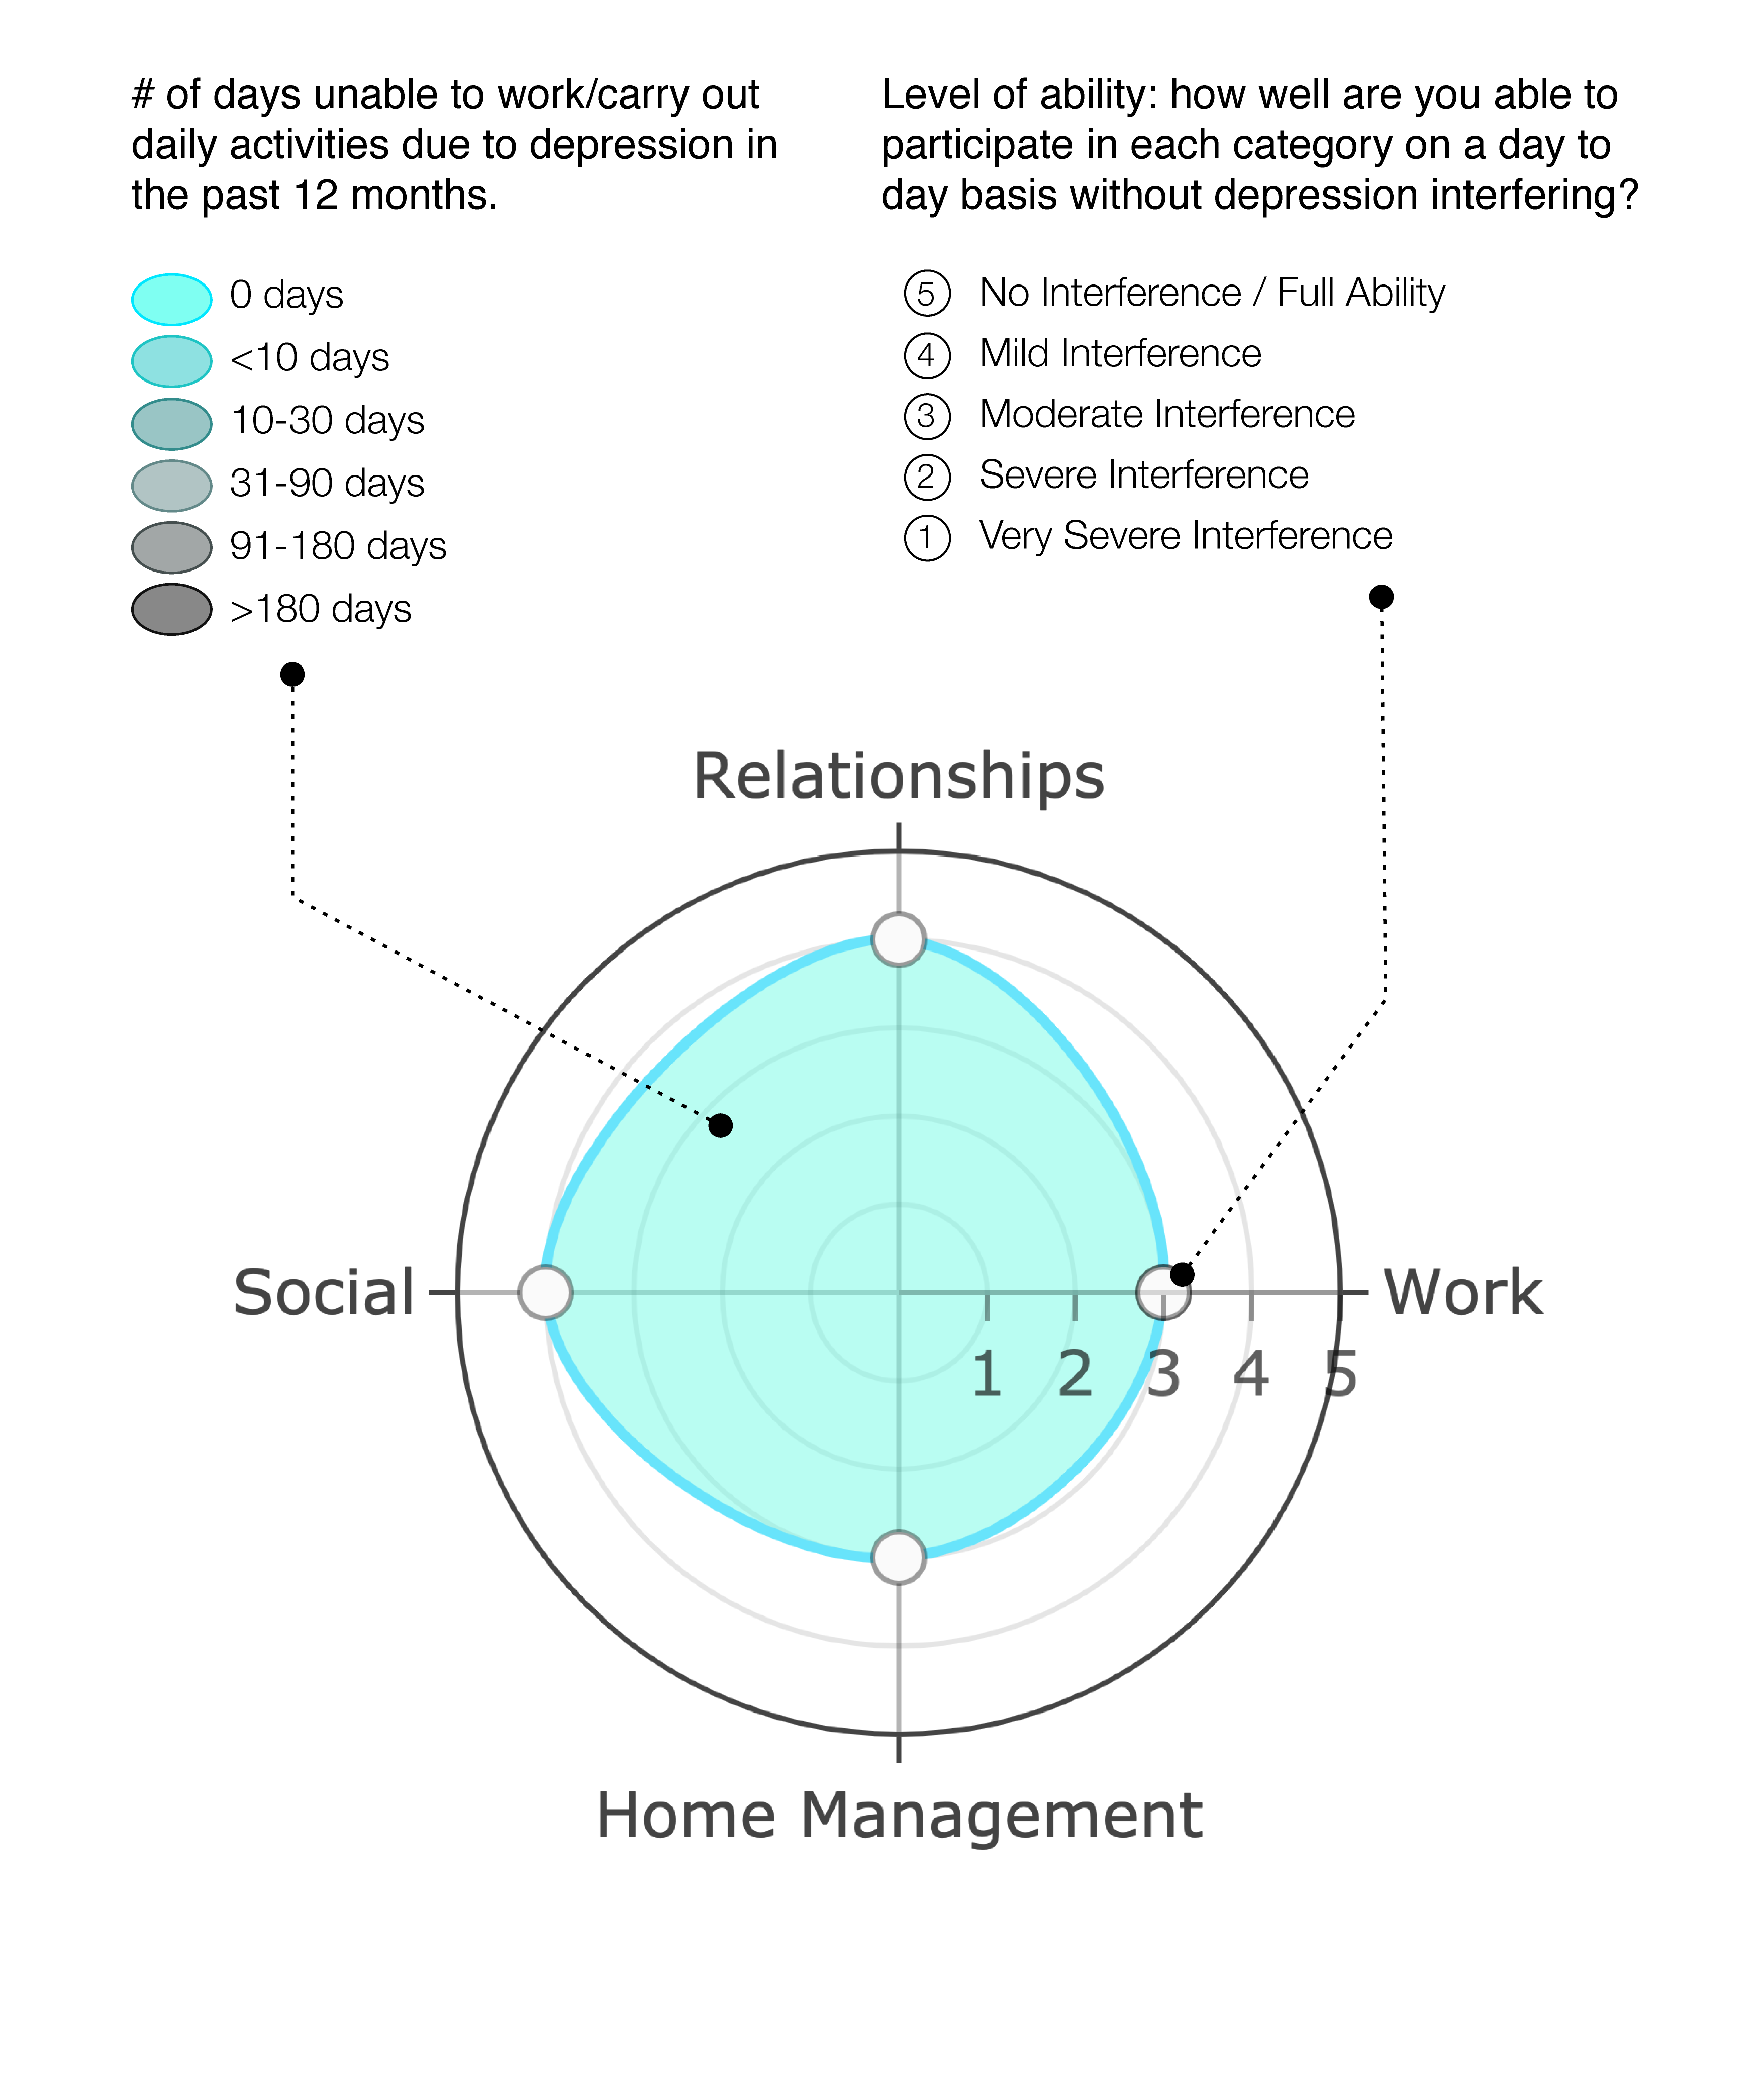 # of days unable to work/carry out
daily activities due to depression in
the past 12 months.
0 days
<10 days
10-30 days
31-90 days
91-180 days
>180 days
Level of ability: how well are you able to
participate in each category on a day to
day basis without depression interfering?
5 No Interference / Full Ability
4 Mild Interference
3 Moderate Interference
2 Severe Interference
1 Very Severe Interference
Relationships
Social
Work
1 2 3 4 5
Home Management